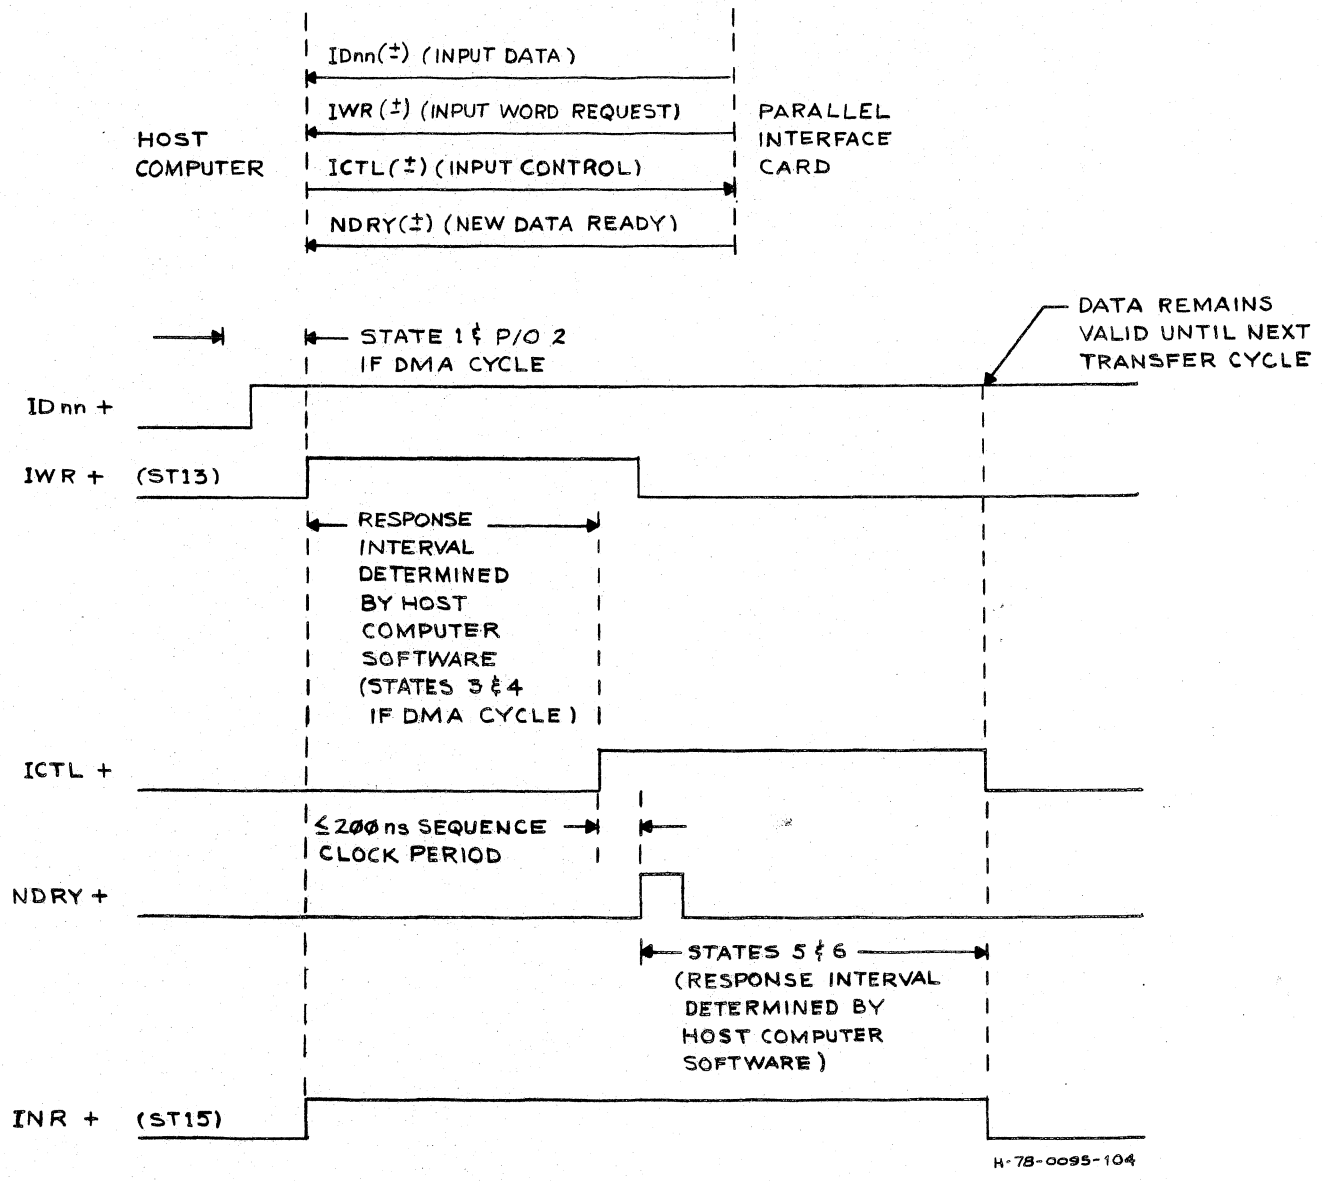 IDnn(±) (INPUT DATA)
IWR(±) (INPUT WORD REQUEST)
ICTL(±) (INPUT CONTROL)
NDRY(±) (NEW DATA READY)
HOST
COMPUTER
PARALLEL
INTERFACE
CARD
STATE 1 & P/O 2
IF DMA CYCLE
DATA REMAINS
VALID UNTIL NEXT
TRANSFER CYCLE
IDnn +
IWR + (ST13)
RESPONSE
INTERVAL
DETERMINED
BY HOST
COMPUTER
SOFTWARE
(STATES 3 & 4
IF DMA CYCLE)
ICTL +
≤200ns SEQUENCE
CLOCK PERIOD
NDRY +
STATES 5 & 6
(RESPONSE INTERVAL
DETERMINED BY
HOST COMPUTER
SOFTWARE)
INR + (ST15)
H-78-0095-104